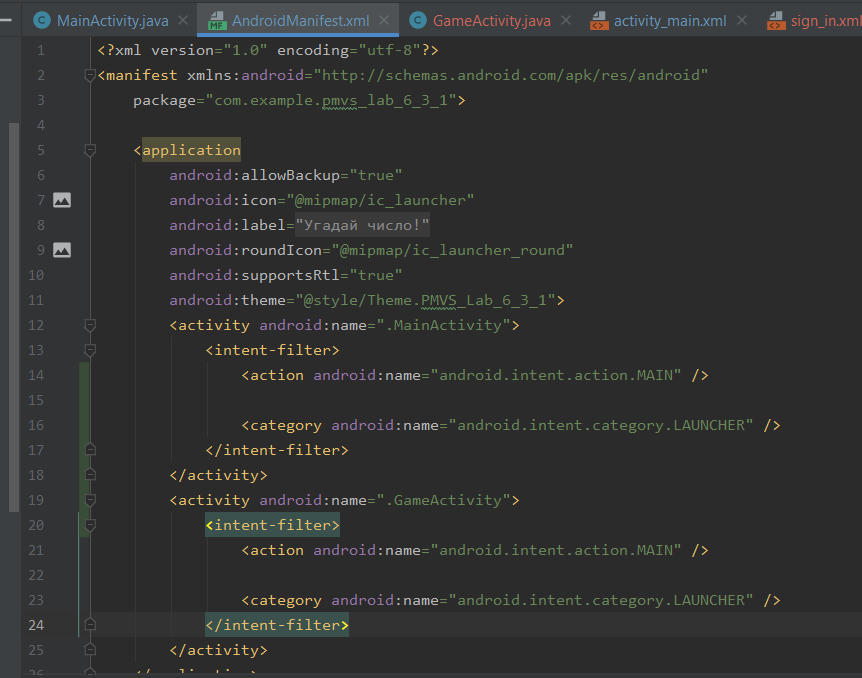 MainActivity.java AndroidManifest.xml GameActivity.java activity_main.xml sign_in.xml
1 <?xml version="1.0" encoding="utf-8"?>
2 <manifest xmlns:android="http://schemas.android.com/apk/res/android"
3 package="com.example.pmvs_lab_6_3_1">
4
5 <application
6 android:allowBackup="true"
7 android:icon="@mipmap/ic_launcher"
8 android:label="Угадай число!"
9 android:roundIcon="@mipmap/ic_launcher_round"
10 android:supportsRtl="true"
11 android:theme="@style/Theme.PMVS_Lab_6_3_1">
12 <activity android:name=".MainActivity">
13 <intent-filter>
14 <action android:name="android.intent.action.MAIN" />
15
16 <category android:name="android.intent.category.LAUNCHER" />
17 </intent-filter>
18 </activity>
19 <activity android:name=".GameActivity">
20 <intent-filter>
21 <action android:name="android.intent.action.MAIN" />
22
23 <category android:name="android.intent.category.LAUNCHER" />
24 </intent-filter>
25 </activity>